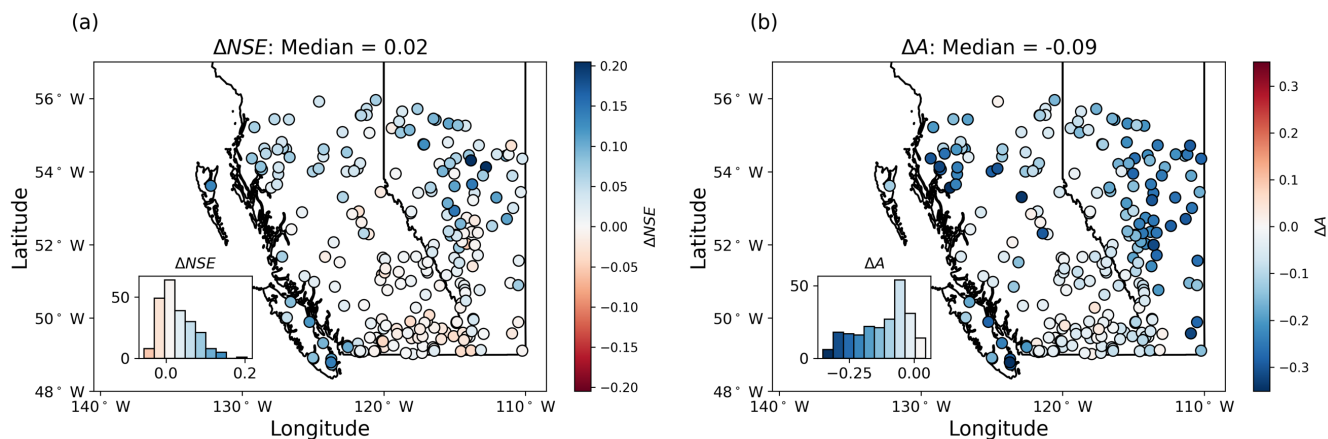 (a)
ΔNSE: Median = 0.02
56° W
54° W
52° W
50° W
48° W
Latitude
140° W
130° W
120° W
110° W
Longitude
ΔNSE
50
0
0.0
0.2
0.20
0.15
0.10
0.05
0.00
−0.05
−0.10
−0.15
−0.20
ΔNSE
(b)
ΔA: Median = -0.09
56° W
54° W
52° W
50° W
48° W
Latitude
140° W
130° W
120° W
110° W
Longitude
ΔA
50
0
−0.25
0.00
0.3
0.2
0.1
0.0
−0.1
−0.2
−0.3
ΔA